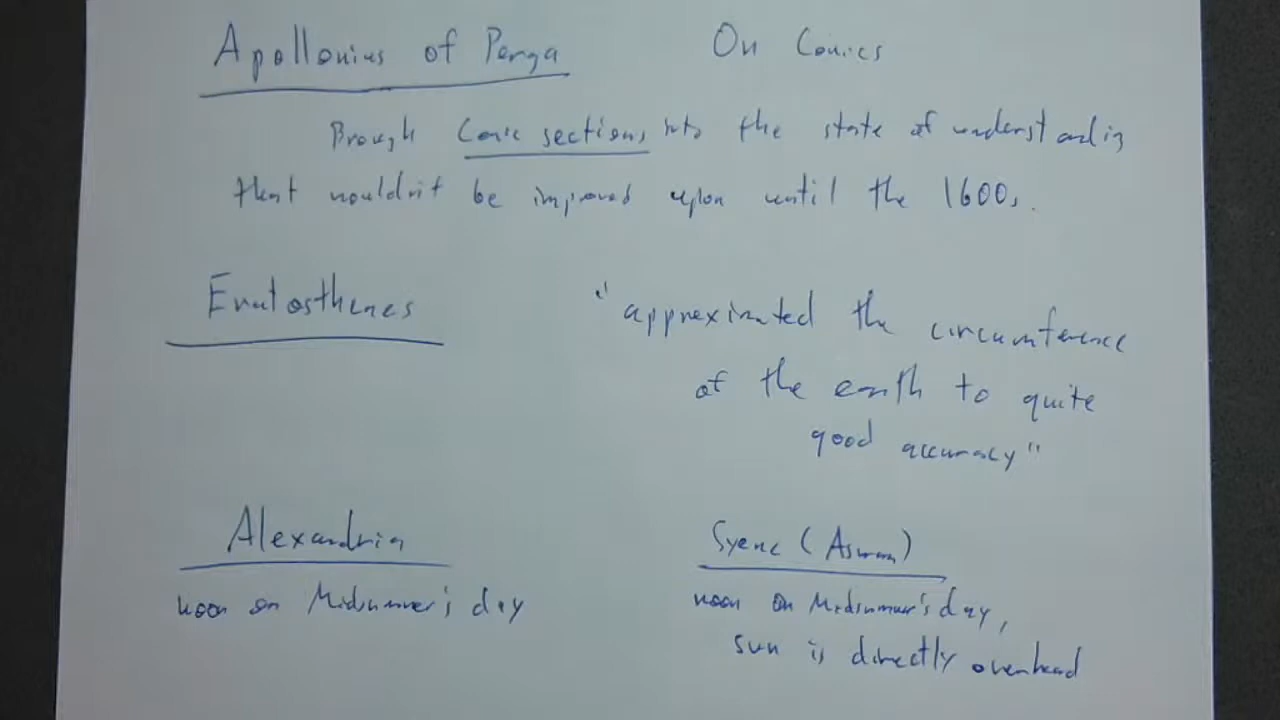 Apollonius of Perga On Conics
Brough Conic sections into the state of understanding
that wouldn't be improved upon until the 1600s.
Eratosthenes "approximated the circumference
of the earth to quite
good accuracy"
Alexandria Syene (Aswan)
noon on Midsummer's day noon on Midsummer's day,
sun is directly overhead